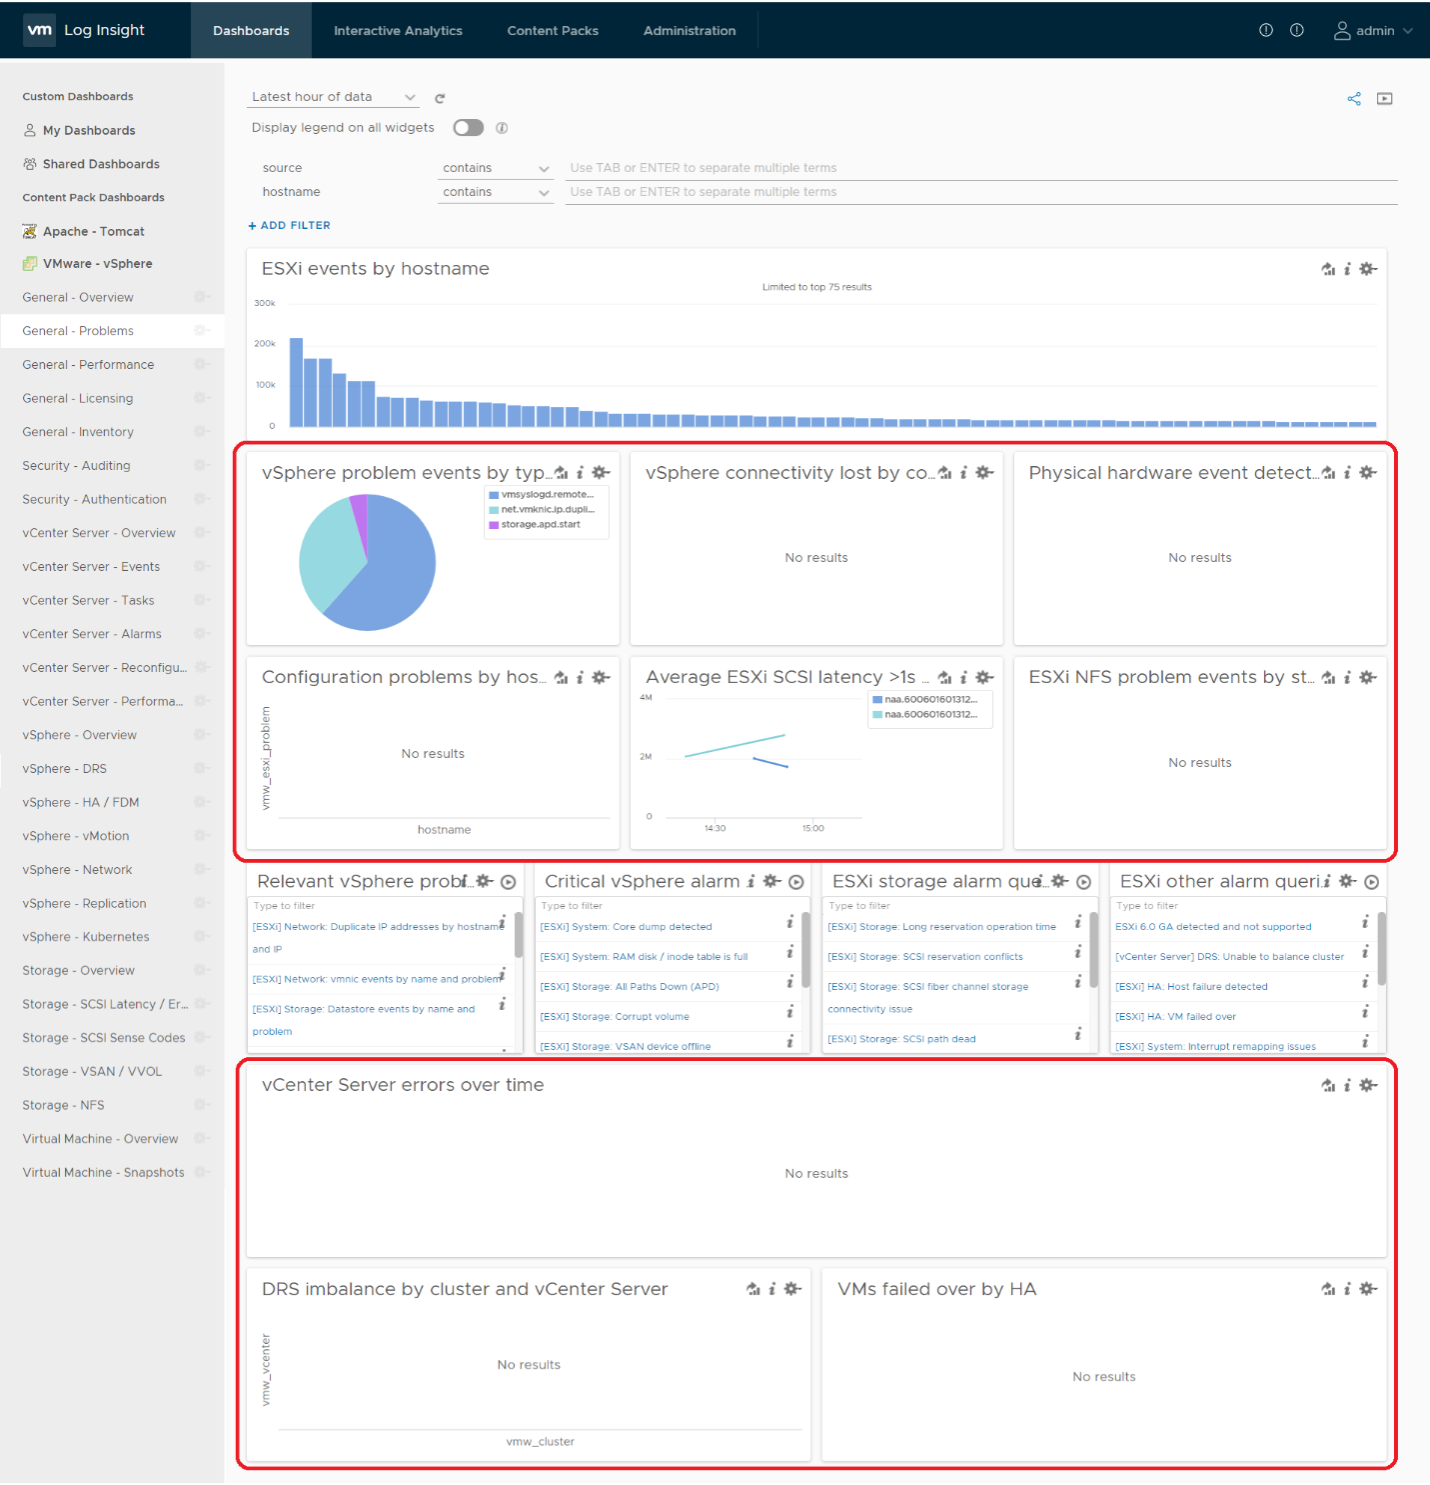 vm Log Insight
Dashboards
Interactive Analytics
Content Packs
Administration
admin
Custom Dashboards
My Dashboards
Shared Dashboards
Content Pack Dashboards
Apache - Tomcat
VMware - vSphere
General - Overview
General - Problems
General - Performance
General - Licensing
General - Inventory
Security - Auditing
Security - Authentication
vCenter Server - Overview
vCenter Server - Events
vCenter Server - Tasks
vCenter Server - Alarms
vCenter Server - Reconfigu...
vCenter Server - Performa...
vSphere - Overview
vSphere - DRS
vSphere - HA / FDM
vSphere - vMotion
vSphere - Network
vSphere - Replication
vSphere - Kubernetes
Storage - Overview
Storage - SCSI Latency / Er...
Storage - SCSI Sense Codes
Storage - VSAN / VVOL
Storage - NFS
Virtual Machine - Overview
Virtual Machine - Snapshots
Latest hour of data
Display legend on all widgets
source contains Use TAB or ENTER to separate multiple terms
hostname contains Use TAB or ENTER to separate multiple terms
+ ADD FILTER
ESXi events by hostname
Limited to top 75 results
300k
200k
100k
0
vSphere problem events by typ...
vmsyslogd.remote...
net.vmknic.ip.dupli...
storage.apd.start
vSphere connectivity lost by co...
No results
Physical hardware event detect...
No results
Configuration problems by hos...
vmw_esxi_problem
No results
hostname
Average ESXi SCSI latency >1s ...
4M
2M
0
14:30
15:00
naa.600601601312...
naa.600601601312...
ESXi NFS problem events by st...
No results
Relevant vSphere probl...
Type to filter
[ESXi] Network: Duplicate IP addresses by hostname
and IP
[ESXi] Network: vmnic events by name and problem
[ESXi] Storage: Datastore events by name and
problem
Critical vSphere alarm
Type to filter
[ESXi] System: Core dump detected
[ESXi] System: RAM disk / inode table is full
[ESXi] Storage: All Paths Down (APD)
[ESXi] Storage: Corrupt volume
[ESXi] Storage: VSAN device offline
ESXi storage alarm que...
Type to filter
[ESXi] Storage: Long reservation operation time
[ESXi] Storage: SCSI reservation conflicts
[ESXi] Storage: SCSI fiber channel storage
connectivity issue
[ESXi] Storage: SCSI path dead
ESXi other alarm queri...
Type to filter
ESXi 6.0 GA detected and not supported
[vCenter Server] DRS: Unable to balance cluster
[ESXi] HA: Host failure detected
[ESXi] HA: VM failed over
[ESXi] System: Interrupt remapping issues
vCenter Server errors over time
No results
DRS imbalance by cluster and vCenter Server
vmw_vcenter
No results
vmw_cluster
VMs failed over by HA
No results